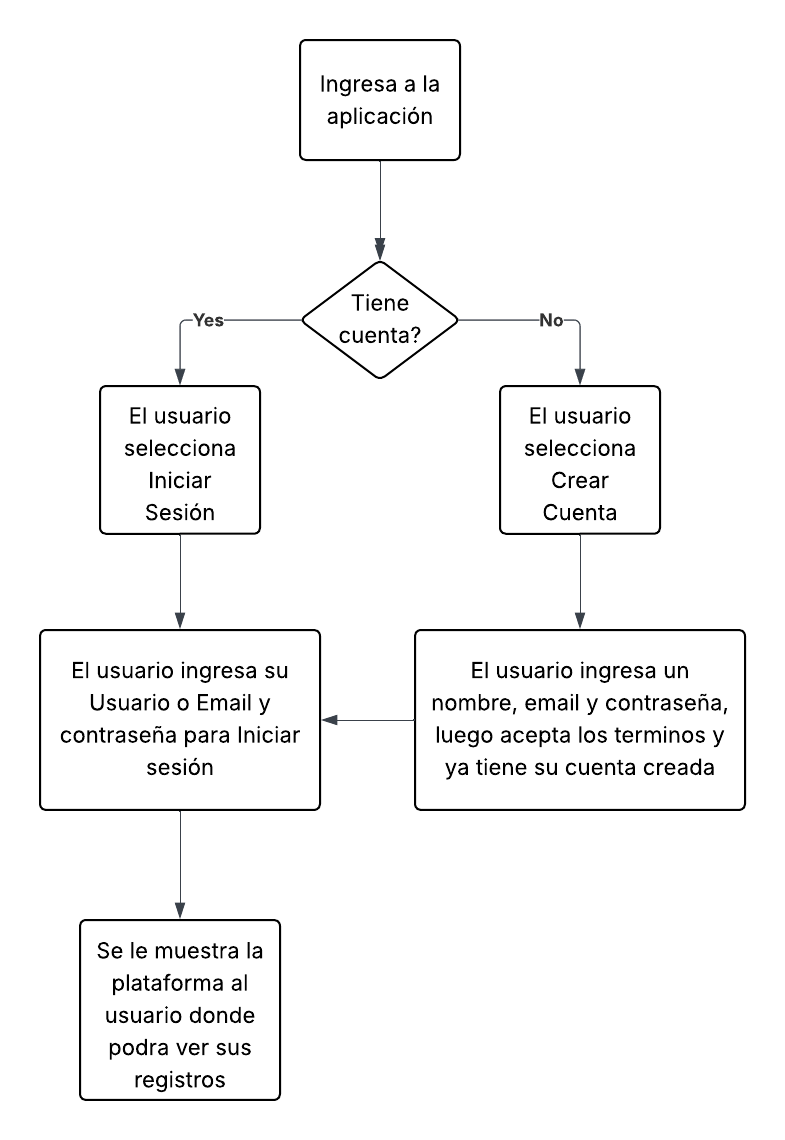 Ingresa a la
aplicación
Tiene
cuenta?
Yes
No
El usuario
selecciona
Iniciar
Sesión
El usuario
selecciona
Crear
Cuenta
El usuario ingresa su
Usuario o Email y
contraseña para Iniciar
sesión
El usuario ingresa un
nombre, email y contraseña,
luego acepta los terminos y
ya tiene su cuenta creada
Se le muestra la
plataforma al
usuario donde
podra ver sus
registros